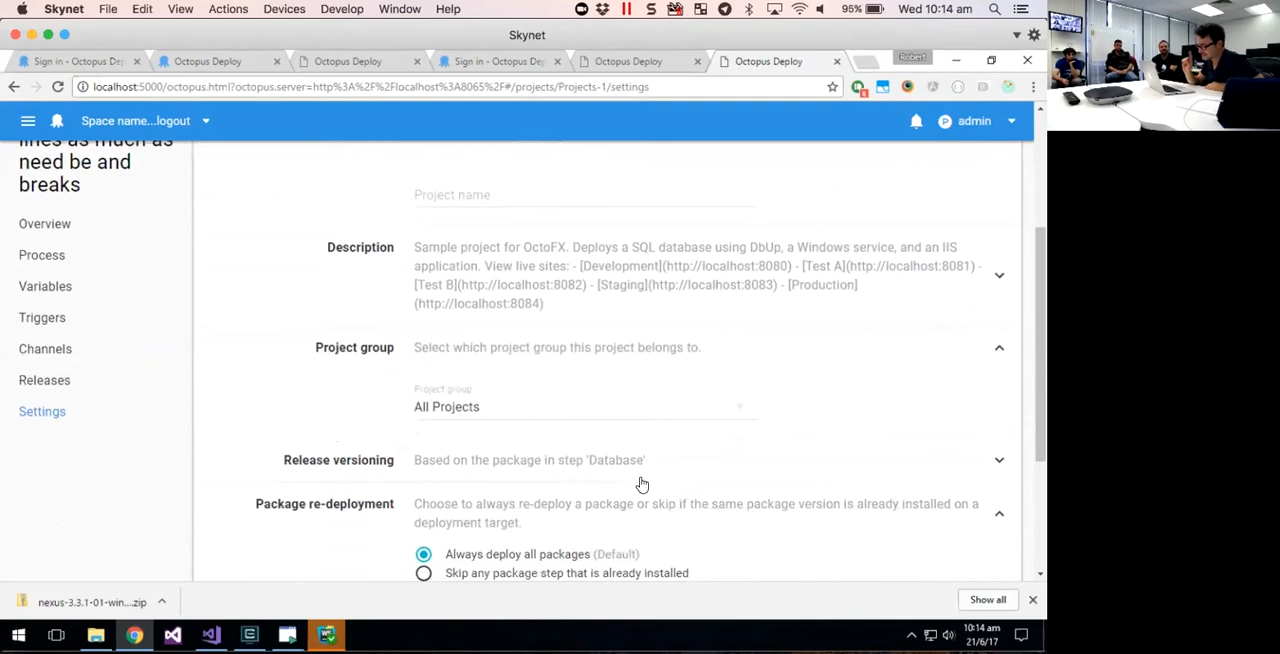 Skynet File Edit View Actions Devices Develop Window Help 95% Wed 10:14 am
Skynet
Sign in - Octopus De Octopus Deploy Octopus Deploy Sign in - Octopus Dep Octopus Deploy Octopus Deploy Robert
localhost:5000/octopus.html?octopus.server=http%3A%2F%2Flocalhost%3A8065%2F#/projects/Projects-1/settings
Space name...logout P admin
lines as much as
need be and
breaks
Overview
Process
Variables
Triggers
Channels
Releases
Settings
Project name
Description Sample project for OctoFX. Deploys a SQL database using DbUp, a Windows service, and an IIS
application. View live sites: - [Development](http://localhost:8080) - [Test A](http://localhost:8081) -
[Test B](http://localhost:8082) - [Staging](http://localhost:8083) - [Production]
(http://localhost:8084)
Project group Select which project group this project belongs to.
Project group
All Projects
Release versioning Based on the package in step 'Database'
Package re-deployment Choose to always re-deploy a package or skip if the same package version is already installed on a
deployment target.
Always deploy all packages (Default)
Skip any package step that is already installed
nexus-3.3.1-01-win....zip Show all
10:14 am
21/6/17